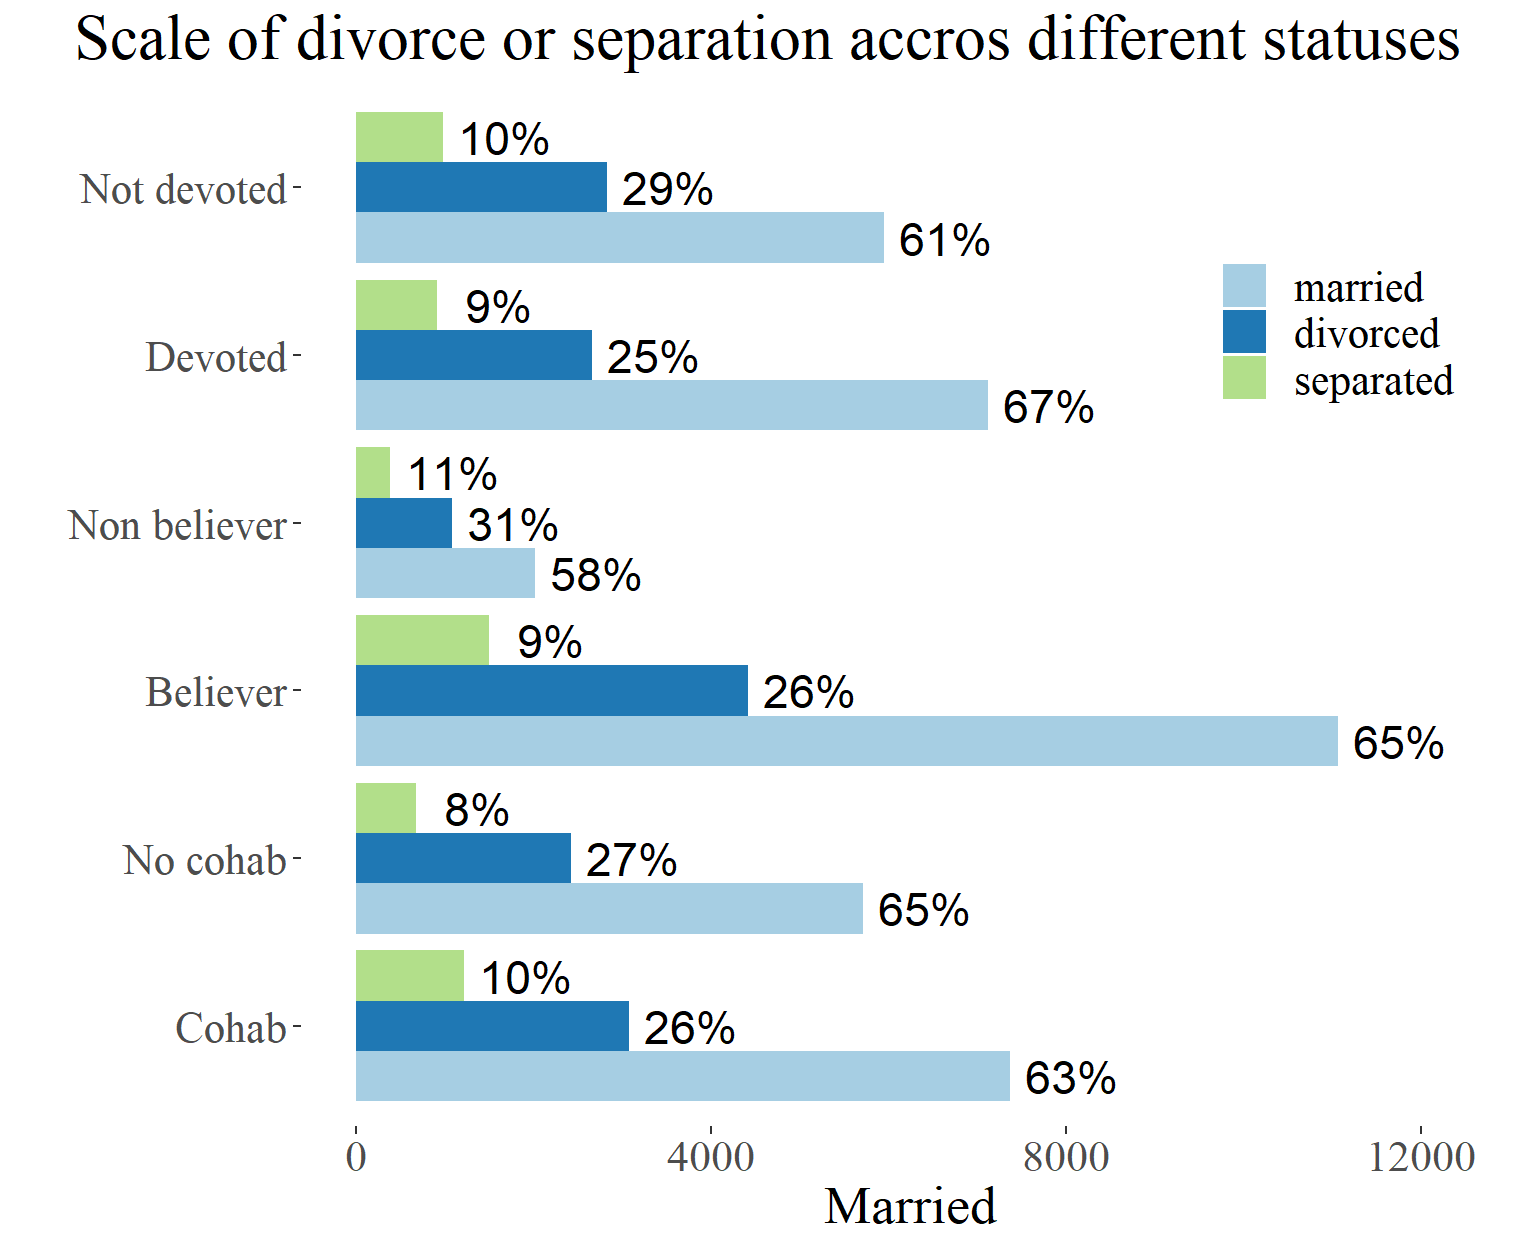 Scale of divorce or separation accros different statuses
10%
Not devoted
29%
61%
married
divorced
separated
9%
Devoted
25%
67%
11%
Non believer
31%
58%
9%
Believer
26%
65%
8%
No cohab
27%
65%
10%
Cohab
26%
63%
0 4000 8000 12000
Married